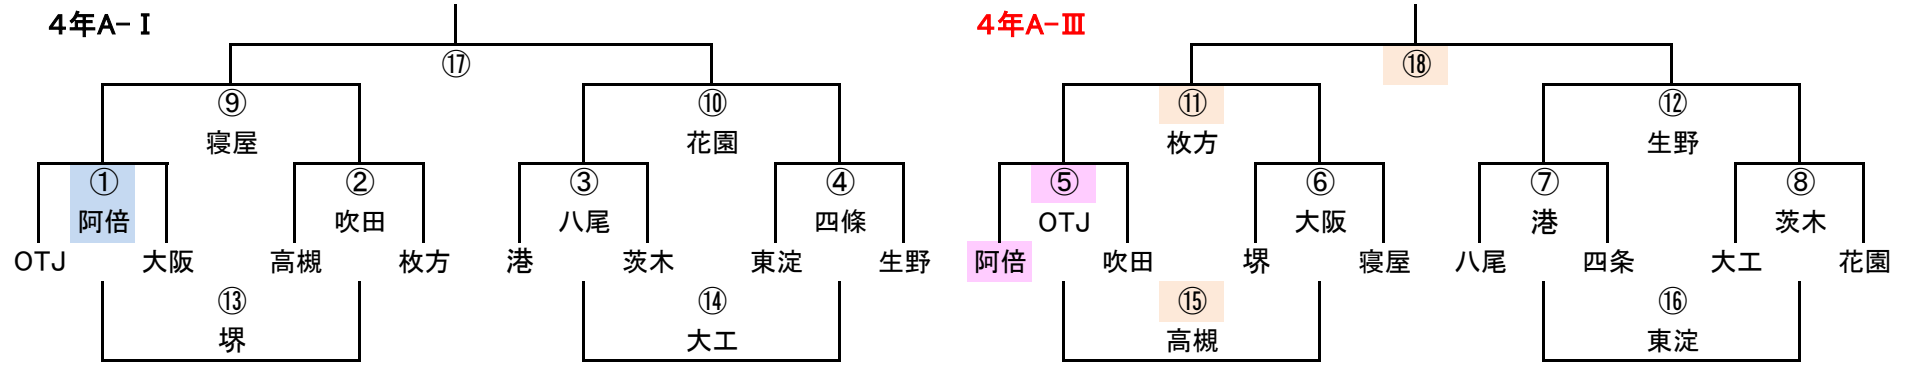 ４年A-Ⅰ ４年A-Ⅲ
⑰ ⑱
⑨ ⑩ ⑪ ⑫
寝屋 花園 枚方 生野
① ② ③ ④ ⑤ ⑥ ⑦ ⑧
阿倍 吹田 八尾 四條 OTJ 大阪 港 茨木
OTJ 大阪 高槻 枚方 港 茨木 東淀 生野 阿倍 吹田 堺 寝屋 八尾 四条 大工 花園
⑬ ⑭ ⑮ ⑯
堺 大工 高槻 東淀